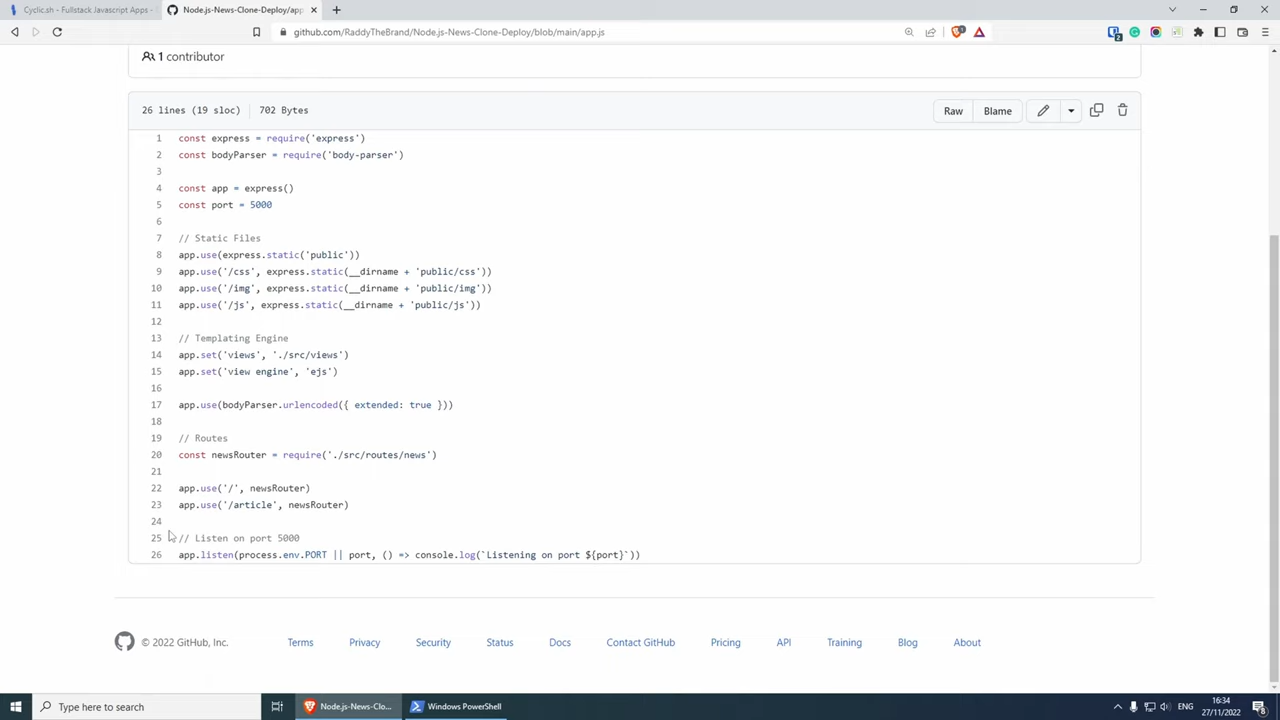 Cyclic.sh - Fullstack Javascript Apps -
Node.js-News-Clone-Deploy/app
github.com/RaddyTheBrand/Node.js-News-Clone-Deploy/blob/main/app.js
2
1 contributor
26 lines (19 sloc) 702 Bytes
Raw Blame
1 const express = require('express')
2 const bodyParser = require('body-parser')
3
4 const app = express()
5 const port = 5000
6
7 // Static Files
8 app.use(express.static('public'))
9 app.use('/css', express.static(__dirname + 'public/css'))
10 app.use('/img', express.static(__dirname + 'public/img'))
11 app.use('/js', express.static(__dirname + 'public/js'))
12
13 // Templating Engine
14 app.set('views', './src/views')
15 app.set('view engine', 'ejs')
16
17 app.use(bodyParser.urlencoded({ extended: true }))
18
19 // Routes
20 const newsRouter = require('./src/routes/news')
21
22 app.use('/', newsRouter)
23 app.use('/article', newsRouter)
24
25 // Listen on port 5000
26 app.listen(process.env.PORT || port, () => console.log(`Listening on port ${port}`))
© 2022 GitHub, Inc. Terms Privacy Security Status Docs Contact GitHub Pricing API Training Blog About
Type here to search
Node.js-News-Clo...
Windows PowerShell
ENG
16:34
27/11/2022